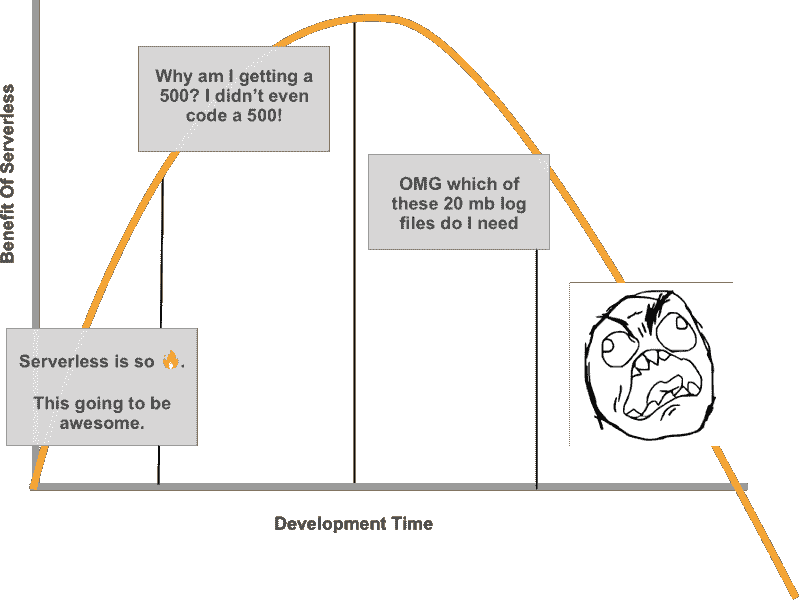 Why am I getting a
500? I didn't even
code a 500!
OMG which of
these 20 mb log
files do I need
Serverless is so 🔥.
This going to be
awesome.
Benefit Of Serverless
Development Time